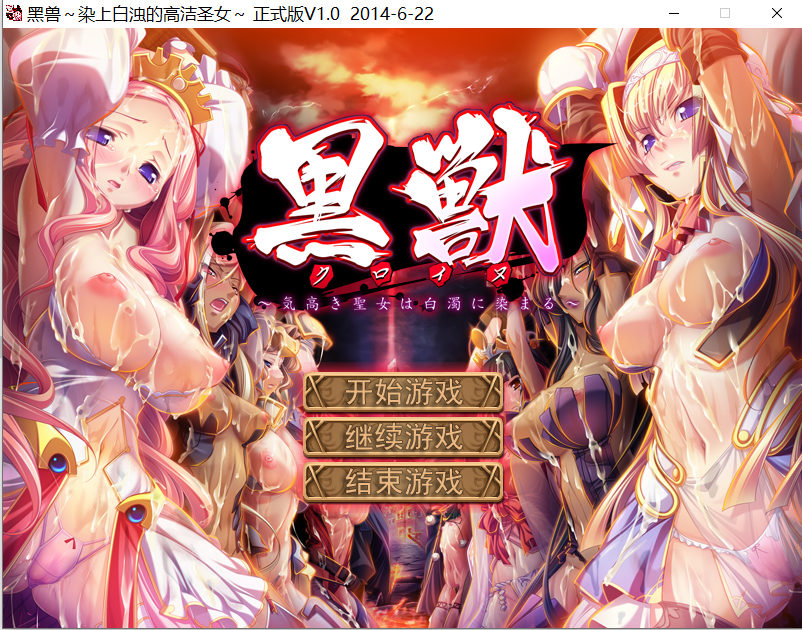 黑兽～染上白浊的高洁圣女～ 正式版V1.0 2014-6-22
黒獣
クロイヌ
～気高き聖女は白濁に染まる～
开始游戏
继续游戏
结束游戏